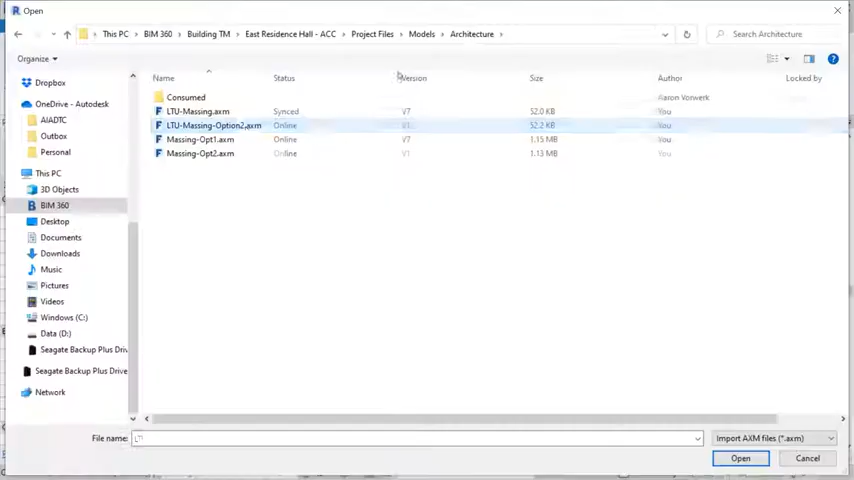 Open
This PC > BIM 360 > Building TM > East Residence Hall - ACC > Project Files > Models > Architecture >
Search Architecture
Organize
Name Status Version Size Author Locked by
Consumed Aaron Vorwerk
LTU-Massing.axm Synced V7 52.0 KB You
LTU-Massing-Option2.axm Online V1 52.2 KB You
Massing-Opt1.axm Online V7 1.15 MB You
Massing-Opt2.axm Online V1 1.13 MB You
Dropbox
OneDrive - Autodesk
AIADTC
Outbox
Personal
This PC
3D Objects
BIM 360
Desktop
Documents
Downloads
Music
Pictures
Videos
Windows (C:)
Data (D:)
Seagate Backup Plus Drive
Seagate Backup Plus Drive
Network
File name: LT
Import AXM files (*.axm)
Open Cancel